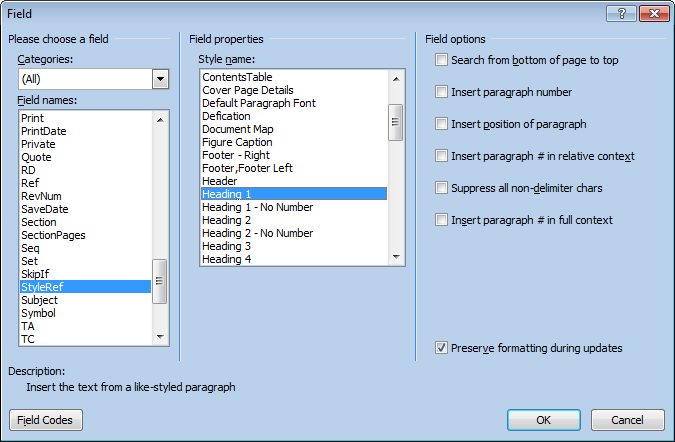 Field
Please choose a field
Categories:
(All)
Field names:
Print
PrintDate
Private
Quote
RD
Ref
RevNum
SaveDate
Section
SectionPages
Seq
Set
SkipIf
StyleRef
Subject
Symbol
TA
TC
Field properties
Style name:
ContentsTable
Cover Page Details
Default Paragraph Font
Defication
Document Map
Figure Caption
Footer - Right
Footer,Footer Left
Header
Heading 1
Heading 1 - No Number
Heading 2
Heading 2 - No Number
Heading 3
Heading 4
Field options
Search from bottom of page to top
Insert paragraph number
Insert position of paragraph
Insert paragraph # in relative context
Suppress all non-delimiter chars
Insert paragraph # in full context
Preserve formatting during updates
Description:
Insert the text from a like-styled paragraph
Field Codes
OK
Cancel